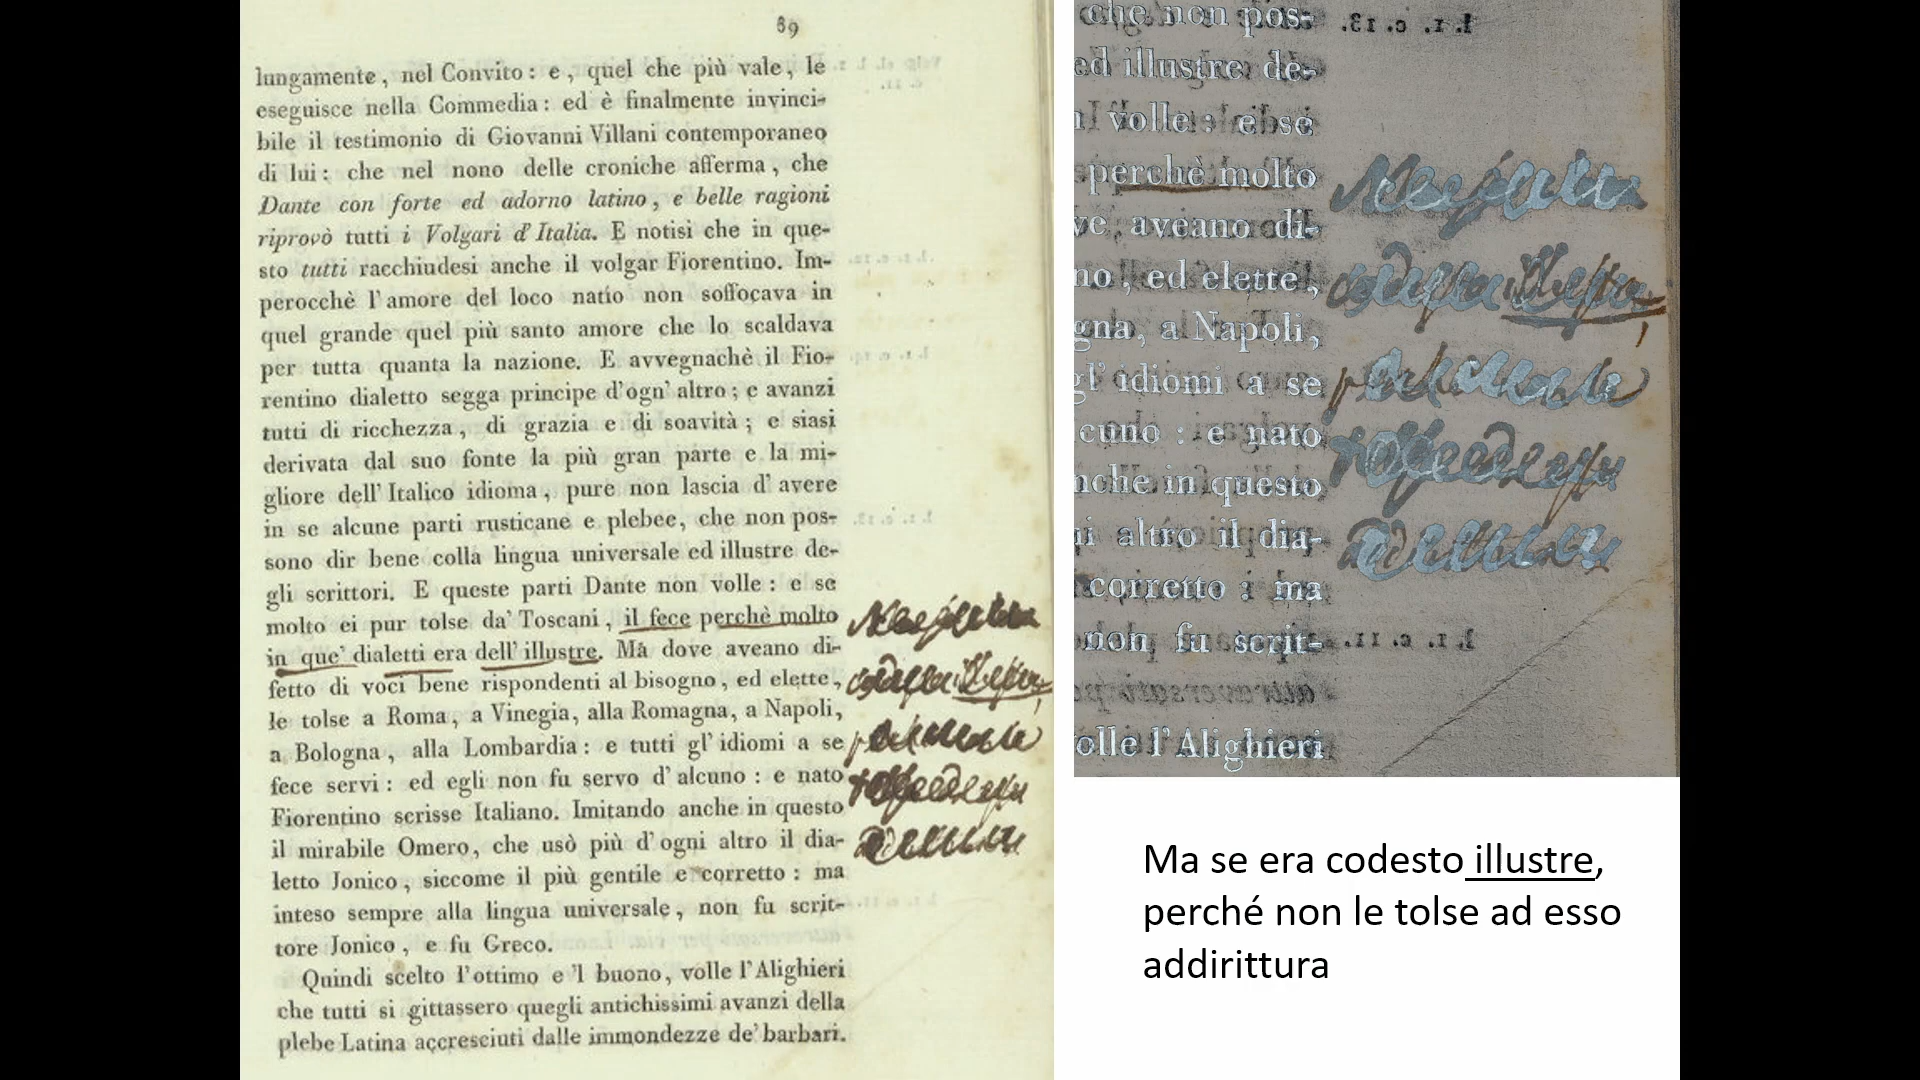 89
lungamente, nel Convito: e, quel che più vale, le
eseguisce nella Commedia: ed è finalmente invinci-
bile il testimonio di Giovanni Villani contemporaneo
di lui: che nel nono delle croniche afferma, che
Dante con forte ed adorno latino, e belle ragioni
riprovò tutti i Volgari d'Italia. E notisi che in que-
sto tutti racchiudesi anche il volgar Fiorentino. Im-
perocchè l'amore del loco natìo non soffocava in
quel grande quel più santo amore che lo scaldava
per tutta quanta la nazione. E avvegnachè il Fio-
rentino dialetto segga principe d'ogn'altro; e avanzi
tutti di ricchezza, di grazia e di soavità; e siasi
derivata dal suo fonte la più gran parte e la mi-
gliore dell'Italico idioma, pure non lascia d'avere
in se alcune parti rusticane e plebee, che non pos-
sono dir bene colla lingua universale ed illustre de-
gli scrittori. E queste parti Dante non volle: e se
molto ei pur tolse da' Toscani, il fece perchè molto
in que' dialetti era dell'illustre. Ma dove aveano di-
fetto di voci bene rispondenti al bisogno, ed elette,
le tolse a Roma, a Vinegia, alla Romagna, a Napoli,
a Bologna, alla Lombardia: e tutti gl'idiomi a se
fece servi: ed egli non fu servo d'alcuno: e nato
Fiorentino scrisse Italiano. Imitando anche in questo
il mirabile Omero, che usò più d'ogni altro il dia-
letto Jonico, siccome il più gentile e corretto: ma
inteso sempre alla lingua universale, non fu scrit-
tore Jonico, e fu Greco.
Quindi scelto l'ottimo e 'l buono, volle l'Alighieri
che tutti si gittassero quegli antichissimi avanzi della
plebe Latina accresciuti dalle immondezze de' barbari.
che non pos-
ed illustre de-
volle: e se
perchè molto
ve, aveano di-
no, ed elette,
gna, a Napoli,
gl'idiomi a se
cuno: e nato
nche in questo
ni altro il dia-
corretto: ma
non fu scrit-
olle l'Alighieri
Ma se era codesto illustre,
perché non le tolse ad esso
addirittura